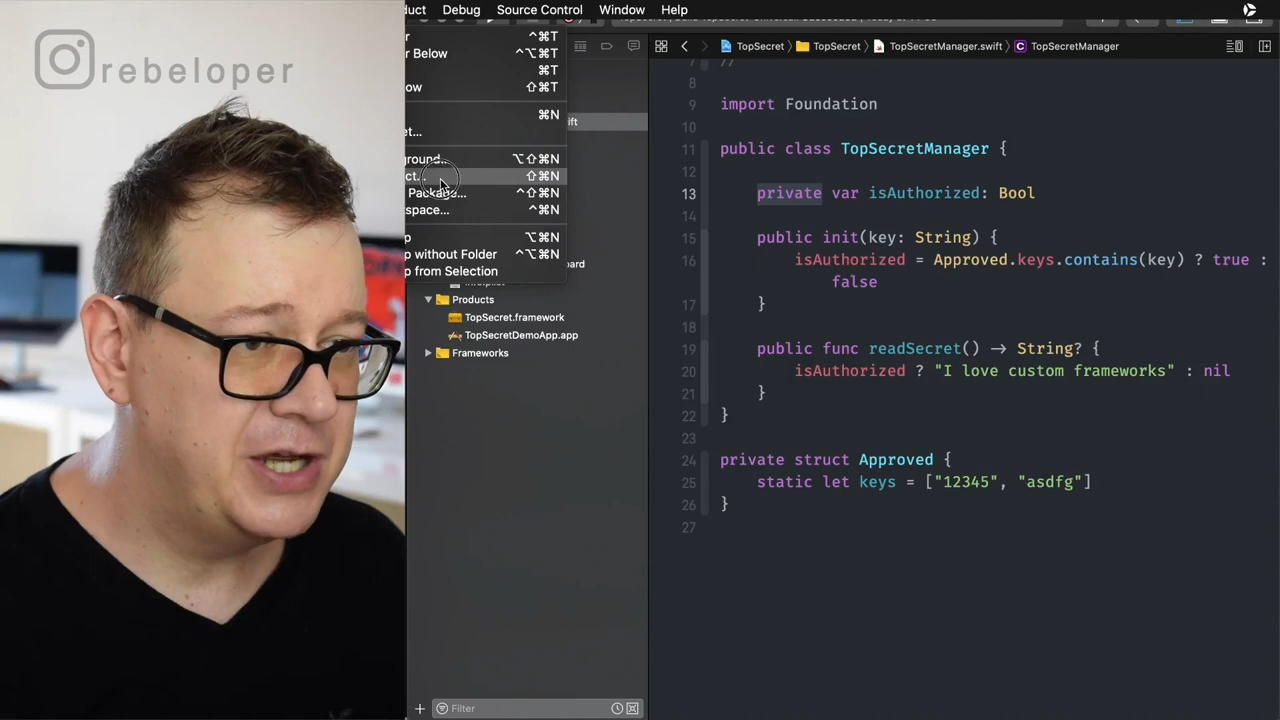 rebeloper
duct Debug Source Control Window Help
r ^⌘T
r Below ^⌥⌘T
⌘T
ow ⇧⌘T
⌘N
et...
ground... ⌥⇧⌘N
ct... ⇧⌘N
Package... ^⇧⌘N
space... ^⌘N
p ⌥⌘N
p without Folder ^⌥⌘N
p from Selection
ift
oard
Products
TopSecret.framework
TopSecretDemoApp.app
Frameworks
Filter
TopSecret > TopSecret > TopSecretManager.swift > C TopSecretManager
7 //
8
9 import Foundation
10
11 public class TopSecretManager {
12
13 private var isAuthorized: Bool
15 public init(key: String) {
16 isAuthorized = Approved.keys.contains(key) ? true :
false
17 }
18
19 public func readSecret() -> String? {
20 isAuthorized ? "I love custom frameworks" : nil
21 }
22 }
23
24 private struct Approved {
25 static let keys = ["12345", "asdfg"]
26 }
27